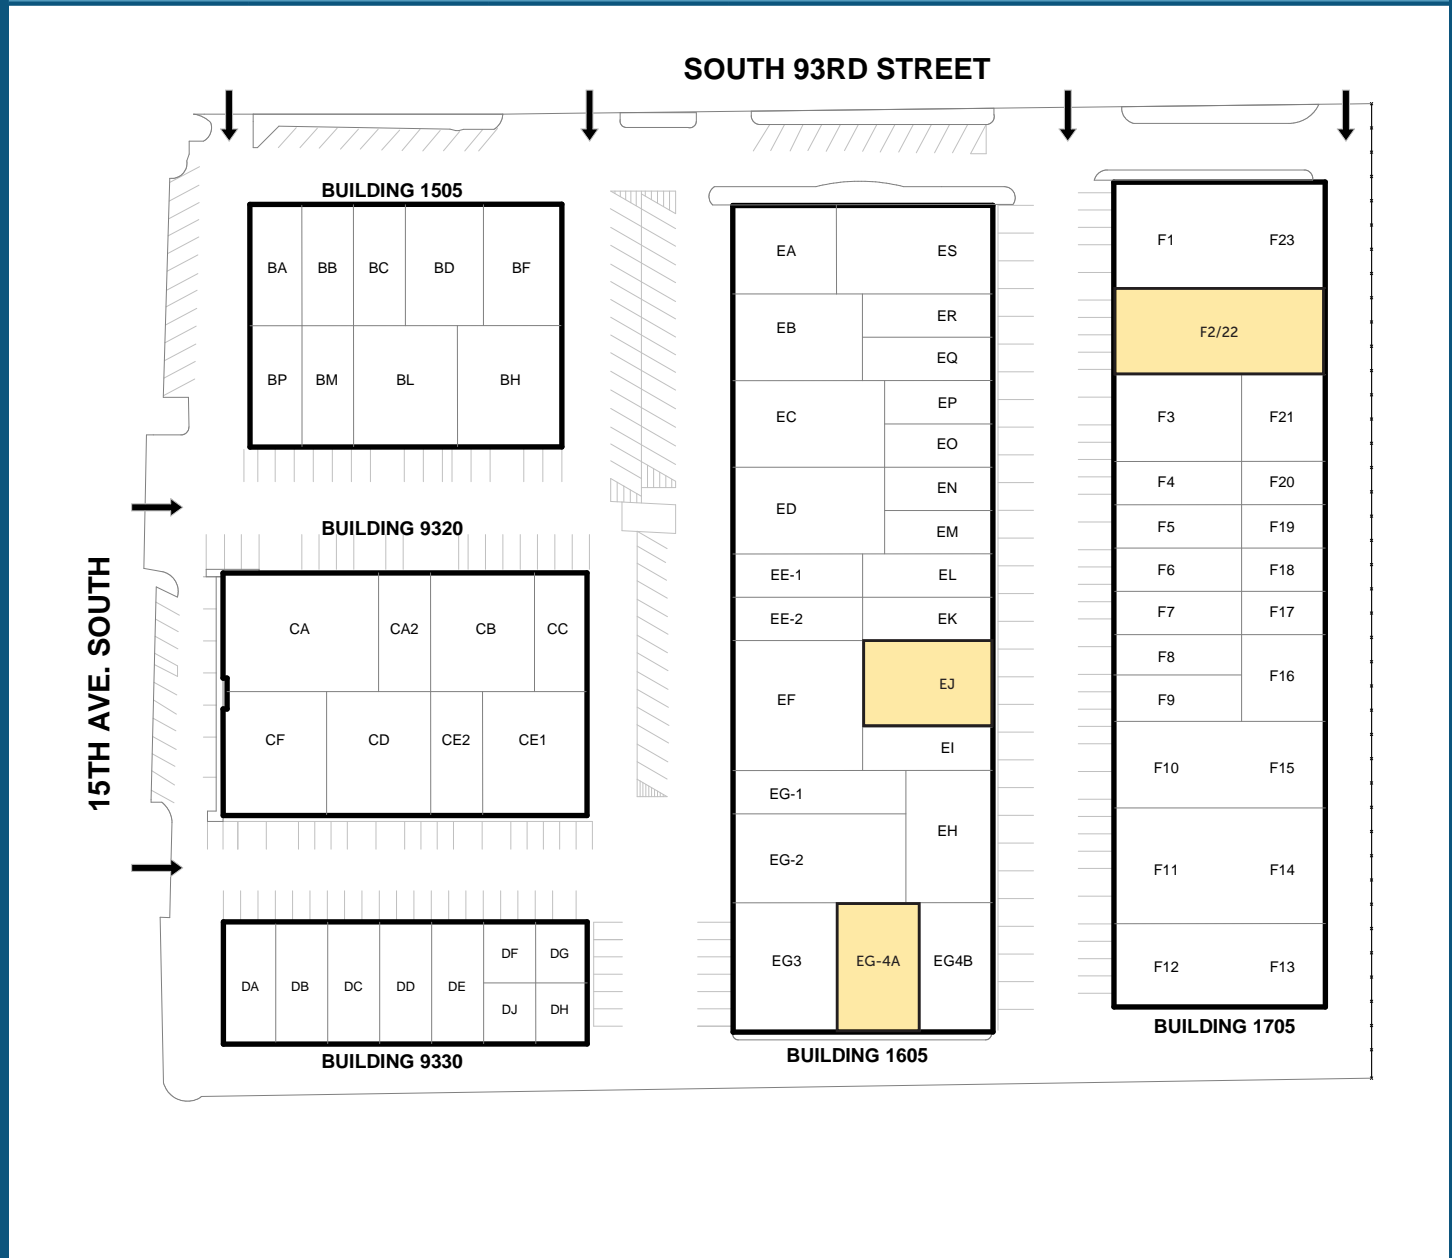 SOUTH 93RD STREET
15TH AVE. SOUTH
BUILDING 1505
BA BB BC BD BF
BP BM BL BH
BUILDING 9320
CA CA2 CB CC
CF CD CE2 CE1
DA DB DC DD DE DF DG
DJ DH
BUILDING 9330
EA ES
EB ER
EQ
EC EP
EO
ED EN
EM
EE-1 EL
EE-2 EK
EF EJ
EI
EG-1
EG-2 EH
EG3 EG-4A EG4B
BUILDING 1605
F1 F23
F2/22
F3 F21
F4 F20
F5 F19
F6 F18
F7 F17
F8
F9 F16
F10 F15
F11 F14
F12 F13
BUILDING 1705